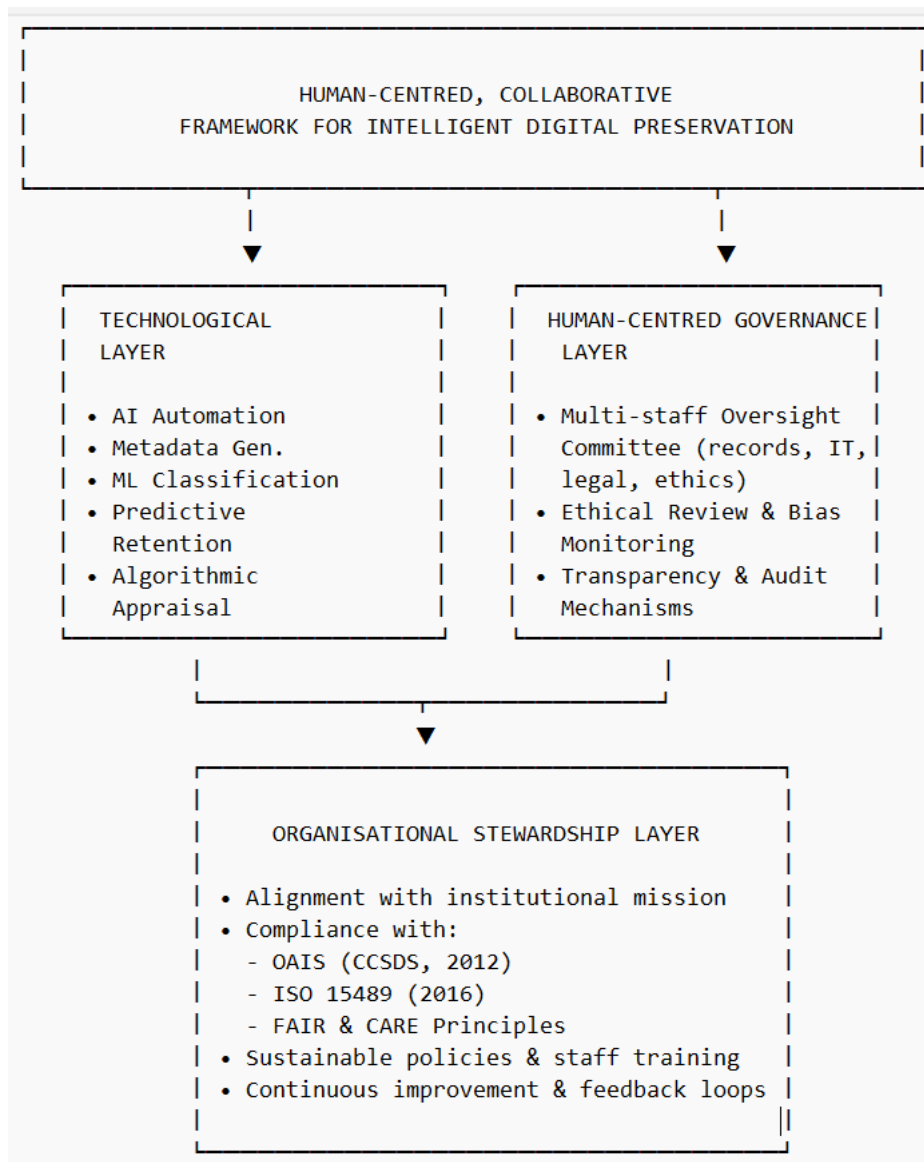 HUMAN-CENTRED, COLLABORATIVE
FRAMEWORK FOR INTELLIGENT DIGITAL PRESERVATION
TECHNOLOGICAL
LAYER
• AI Automation
• Metadata Gen.
• ML Classification
• Predictive
Retention
• Algorithmic
Appraisal
HUMAN-CENTRED GOVERNANCE
LAYER
• Multi-staff Oversight
Committee (records, IT,
legal, ethics)
• Ethical Review & Bias
Monitoring
• Transparency & Audit
Mechanisms
ORGANISATIONAL STEWARDSHIP LAYER
• Alignment with institutional mission
• Compliance with:
- OAIS (CCSDS, 2012)
- ISO 15489 (2016)
- FAIR & CARE Principles
• Sustainable policies & staff training
• Continuous improvement & feedback loops